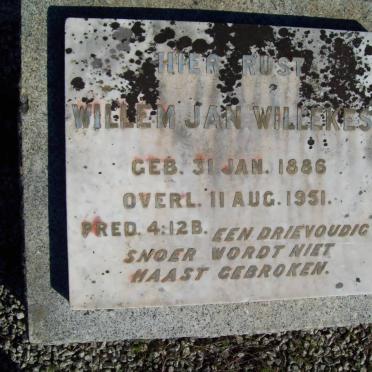 HIER RUST
WILLEM JAN WILLEKES
GEB. 31 JAN. 1886
OVERL. 11 AUG. 1951.
PRED. 4:12B. EEN DRIEVOUDIG
SNOER WORDT NIET
HAAST GEBROKEN.